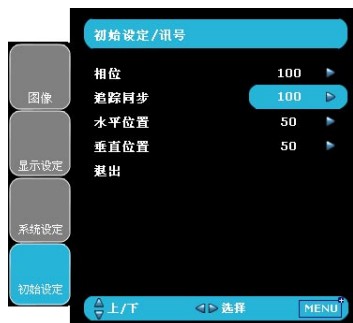 初始设定/讯号
相位 100
追踪同步 100
水平位置 50
垂直位置 50
退出
图像
显示设定
系统设定
初始设定
上/下 选择 MENU